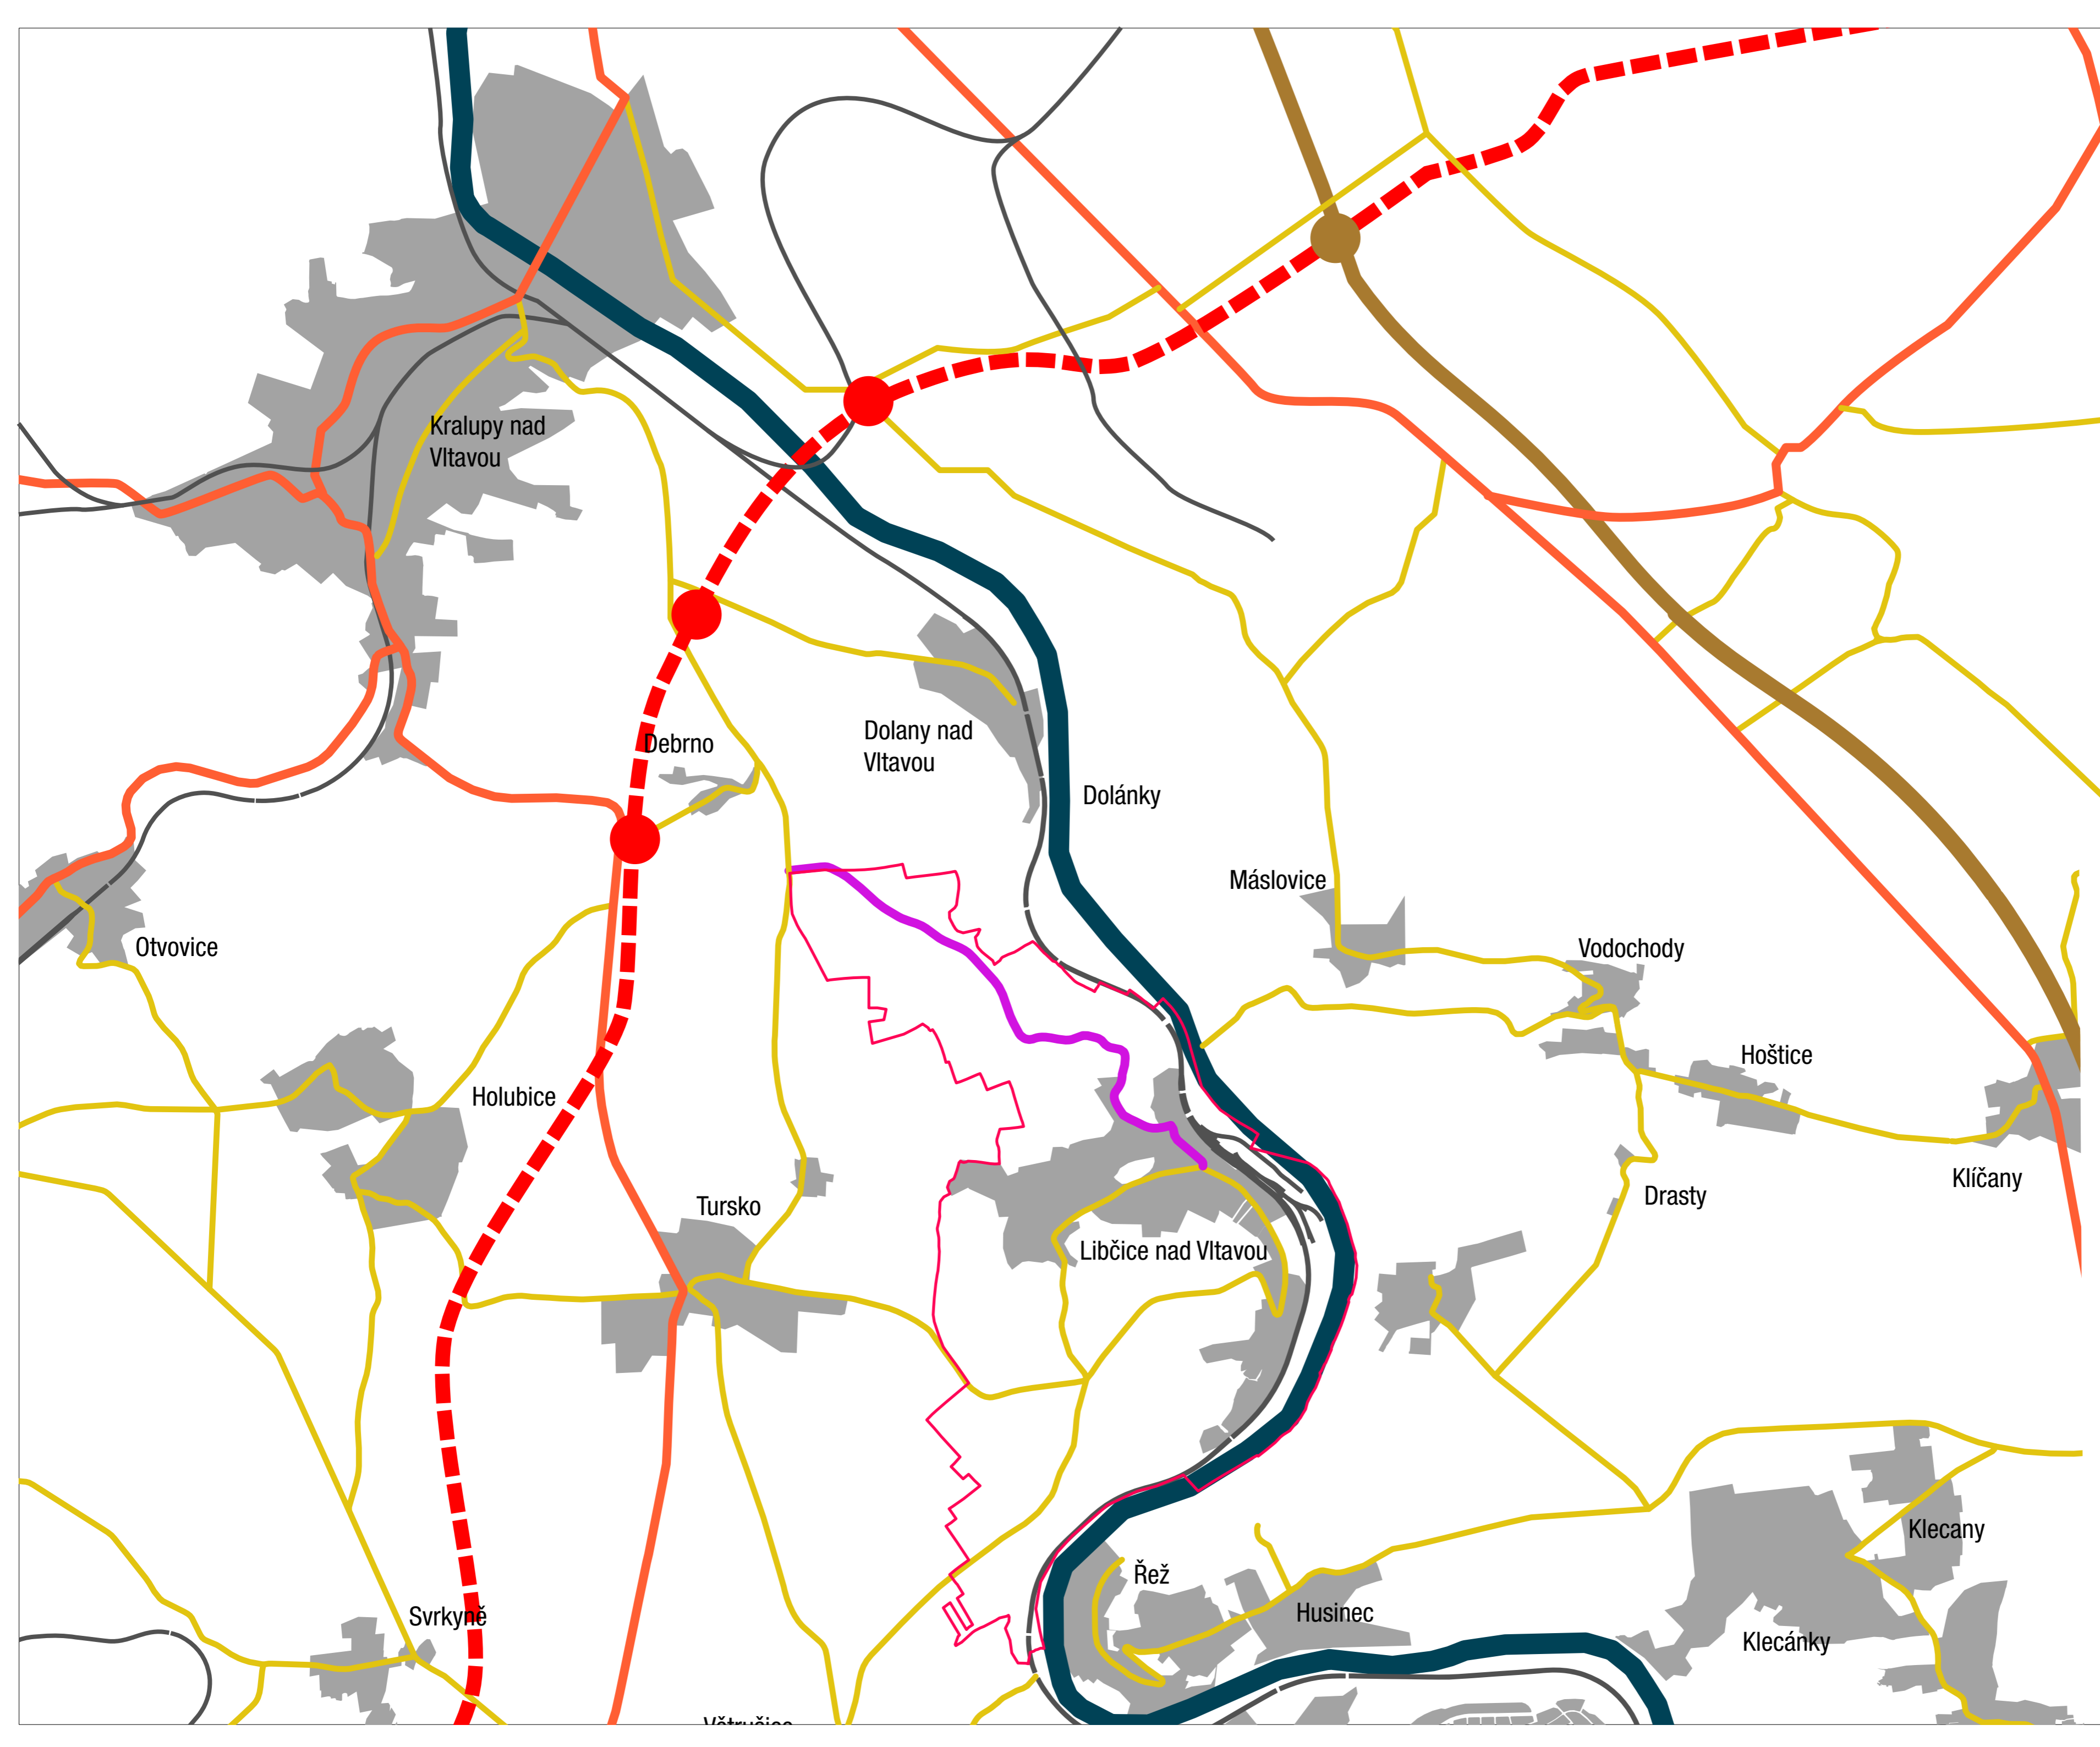 Kralupy nad
Vltavou
Debrno
Dolany nad
Vltavou
Dolánky
Máslovice
Otvovice
Vodochody
Hoštice
Holubice
Klíčany
Drasty
Tursko
Libčice nad Vltavou
Klecany
Řež
Husinec
Svrkyně
Klecánky
Větrušice